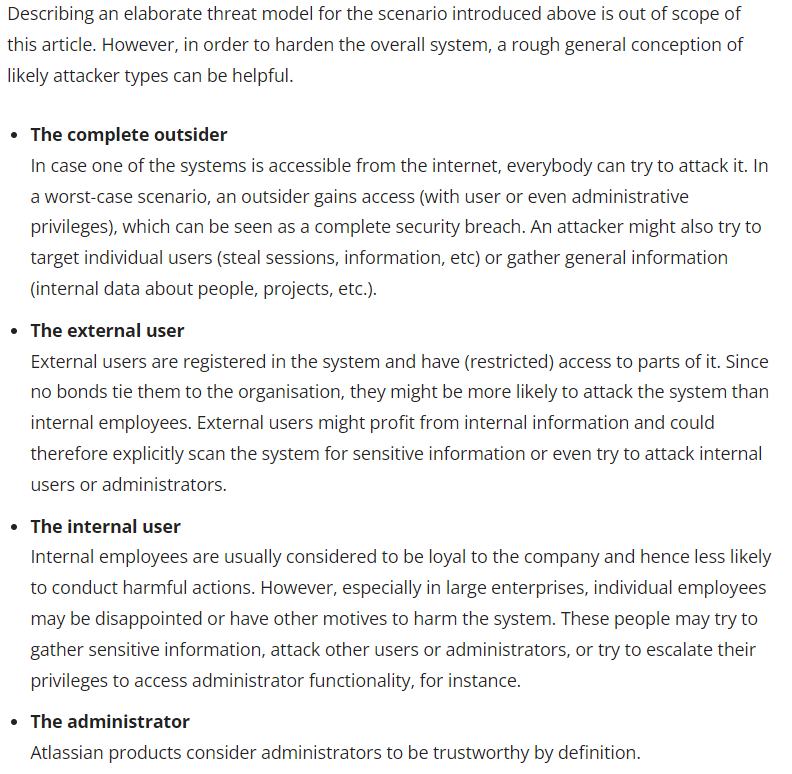 Describing an elaborate threat model for the scenario introduced above is out of scope of
this article. However, in order to harden the overall system, a rough general conception of
likely attacker types can be helpful.
• The complete outsider
In case one of the systems is accessible from the internet, everybody can try to attack it. In
a worst-case scenario, an outsider gains access (with user or even administrative
privileges), which can be seen as a complete security breach. An attacker might also try to
target individual users (steal sessions, information, etc) or gather general information
(internal data about people, projects, etc.).
• The external user
External users are registered in the system and have (restricted) access to parts of it. Since
no bonds tie them to the organisation, they might be more likely to attack the system than
internal employees. External users might profit from internal information and could
therefore explicitly scan the system for sensitive information or even try to attack internal
users or administrators.
• The internal user
Internal employees are usually considered to be loyal to the company and hence less likely
to conduct harmful actions. However, especially in large enterprises, individual employees
may be disappointed or have other motives to harm the system. These people may try to
gather sensitive information, attack other users or administrators, or try to escalate their
privileges to access administrator functionality, for instance.
• The administrator
Atlassian products consider administrators to be trustworthy by definition.